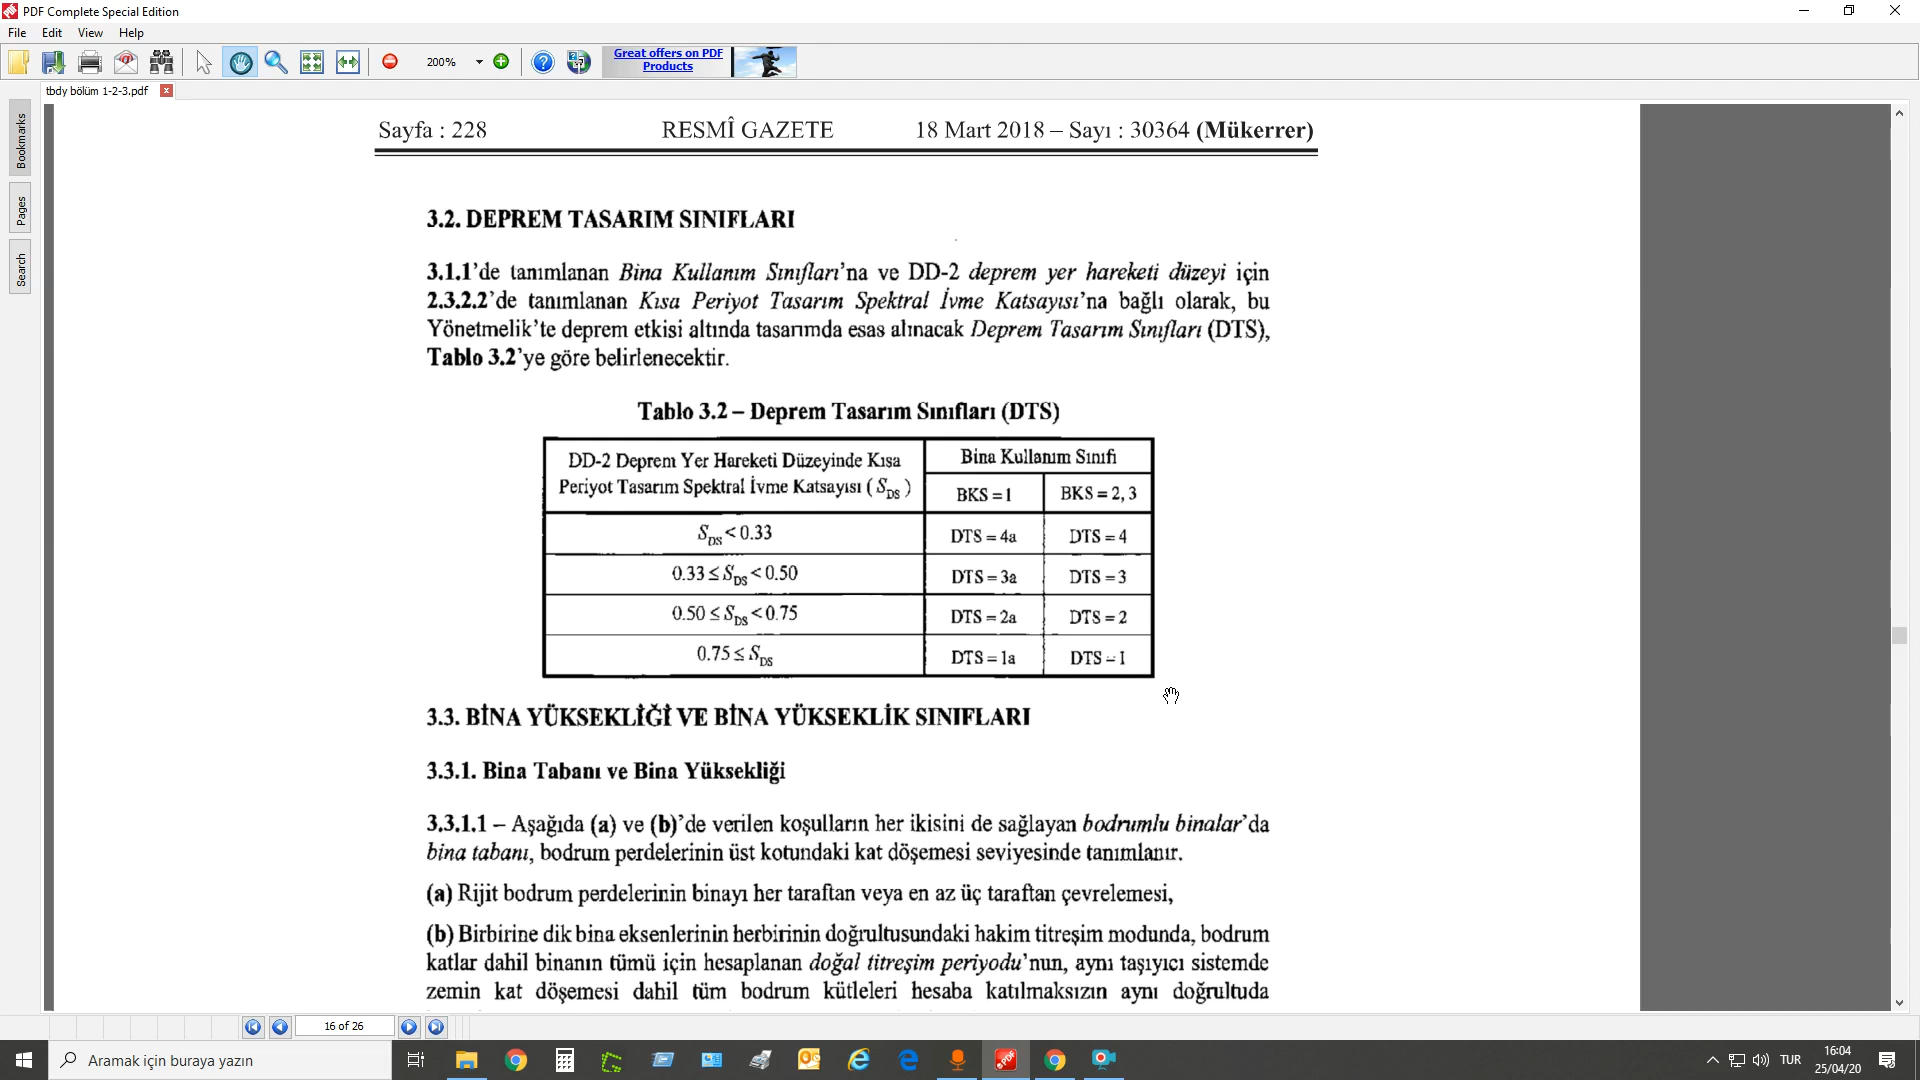 PDF Complete Special Edition
File Edit View Help
200%
Great offers on PDF
Products
tbdy bölüm 1-2-3.pdf
Bookmarks
Pages
Search
Sayfa : 228 RESMÎ GAZETE 18 Mart 2018 – Sayı : 30364 (Mükerrer)
3.2. DEPREM TASARIM SINIFLARI
3.1.1'de tanımlanan Bina Kullanım Sınıfları'na ve DD-2 deprem yer hareketi düzeyi için
2.3.2.2'de tanımlanan Kısa Periyot Tasarım Spektral İvme Katsayısı'na bağlı olarak, bu
Yönetmelik'te deprem etkisi altında tasarımda esas alınacak Deprem Tasarım Sınıfları (DTS),
Tablo 3.2'ye göre belirlenecektir.
Tablo 3.2 – Deprem Tasarım Sınıfları (DTS)
DD-2 Deprem Yer Hareketi Düzeyinde Kısa
Periyot Tasarım Spektral İvme Katsayısı ( SDS )
Bina Kullanım Sınıfı
BKS = 1 BKS = 2, 3
SDS < 0.33 DTS = 4a DTS = 4
0.33 ≤ SDS < 0.50 DTS = 3a DTS = 3
0.50 ≤ SDS < 0.75 DTS = 2a DTS = 2
0.75 ≤ SDS DTS = 1a DTS = 1
3.3. BİNA YÜKSEKLİĞİ VE BİNA YÜKSEKLİK SINIFLARI
3.3.1. Bina Tabanı ve Bina Yüksekliği
3.3.1.1 – Aşağıda (a) ve (b)'de verilen koşulların her ikisini de sağlayan bodrumlu binalar'da
bina tabanı, bodrum perdelerinin üst kotundaki kat döşemesi seviyesinde tanımlanır.
(a) Rijit bodrum perdelerinin binayı her taraftan veya en az üç taraftan çevrelemesi,
(b) Birbirine dik bina eksenlerinin herbirinin doğrultusundaki hakim titreşim modunda, bodrum
katlar dahil binanın tümü için hesaplanan doğal titreşim periyodu'nun, aynı taşıyıcı sistemde
zemin kat döşemesi dahil tüm bodrum kütleleri hesaba katılmaksızın aynı doğrultuda
16 of 26
Aramak için buraya yazın
TUR
16:04
25/04/20